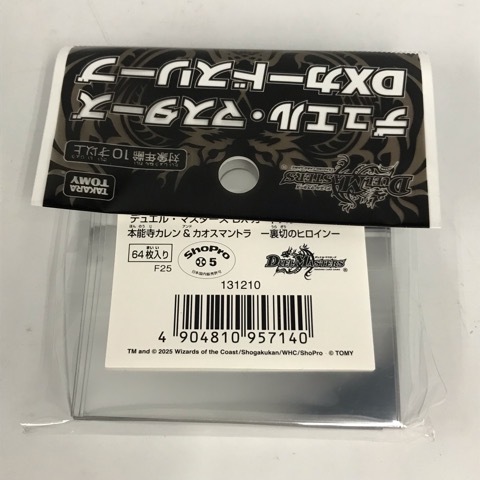 デュエル・マスターズ
DXカードスリーブ
対象年齢10才以上
TAKARA TOMY
DUEL MASTERS
デュエル・マスターズ DXカード
本能寺カレン & カオスマントラ ー裏切のヒロインー
64枚入り
F25
ShoPro
5
DUEL MASTERS
131210
4 904810 957140
TM and © 2025 Wizards of the Coast/Shogakukan/WHC/ShoPro © TOMY